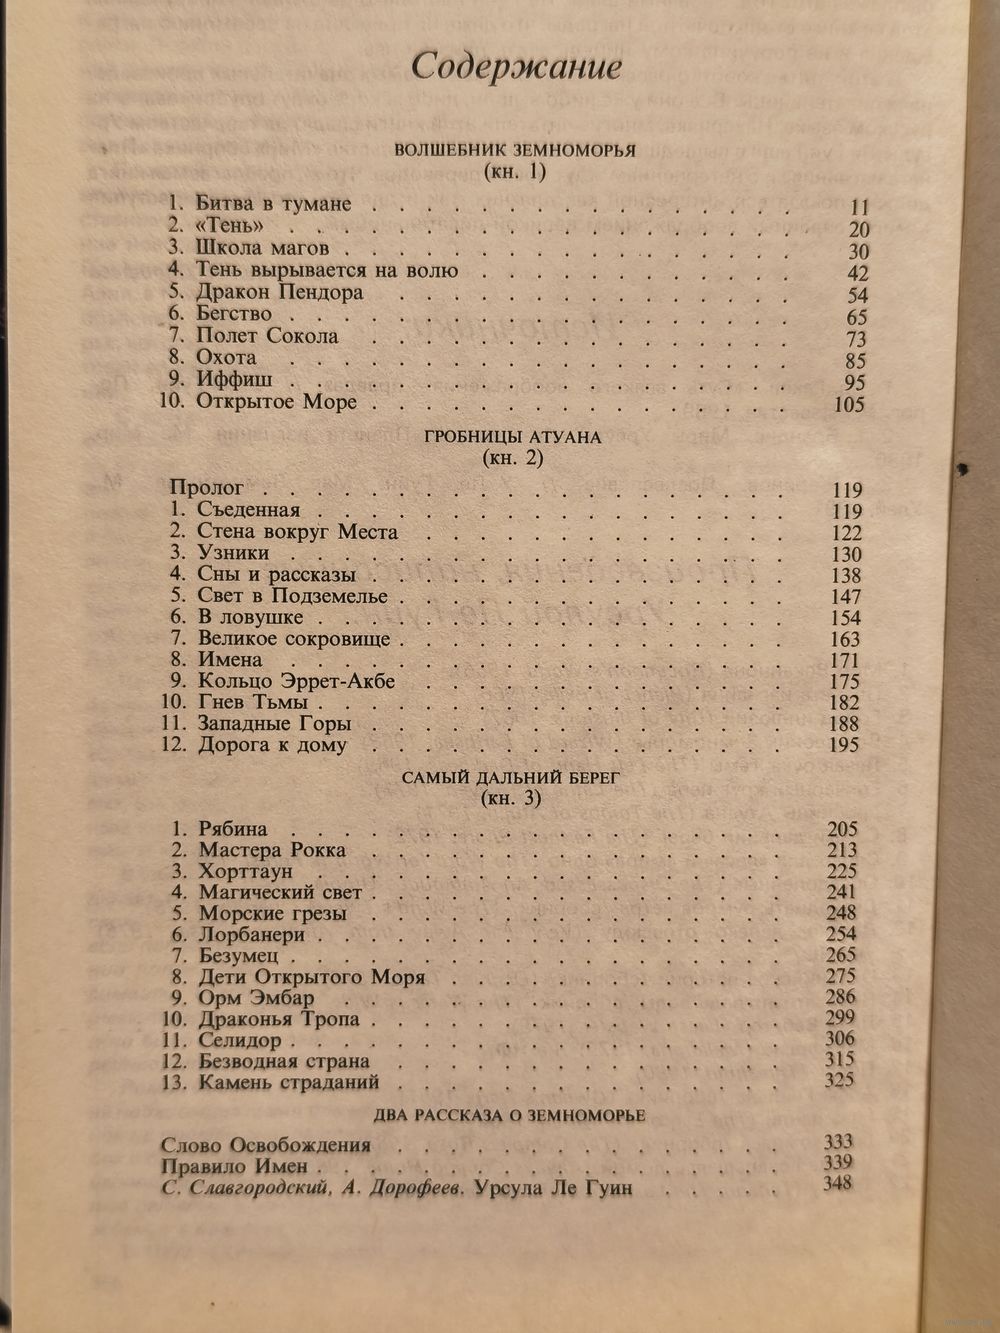 Содержание
ВОЛШЕБНИК ЗЕМНОМОРЬЯ
(кн. 1)
1. Битва в тумане . . . . . . . . . . . . . . . . 11
2. «Тень» . . . . . . . . . . . . . . . . . . . 20
3. Школа магов . . . . . . . . . . . . . . . . . 30
4. Тень вырывается на волю . . . . . . . . . . . . 42
5. Дракон Пендора . . . . . . . . . . . . . . . 54
6. Бегство . . . . . . . . . . . . . . . . . . . 65
7. Полет Сокола . . . . . . . . . . . . . . . . 73
8. Охота . . . . . . . . . . . . . . . . . . . 85
9. Иффиш . . . . . . . . . . . . . . . . . . . 95
10. Открытое Море . . . . . . . . . . . . . . . . 105
ГРОБНИЦЫ АТУАНА
(кн. 2)
Пролог . . . . . . . . . . . . . . . . . . . . 119
1. Съеденная . . . . . . . . . . . . . . . . . . 119
2. Стена вокруг Места . . . . . . . . . . . . . . 122
3. Узники . . . . . . . . . . . . . . . . . . . 130
4. Сны и рассказы . . . . . . . . . . . . . . . . 138
5. Свет в Подземелье . . . . . . . . . . . . . . . 147
6. В ловушке . . . . . . . . . . . . . . . . . . 154
7. Великое сокровище . . . . . . . . . . . . . . . 163
8. Имена . . . . . . . . . . . . . . . . . . . 171
9. Кольцо Эррет-Акбе . . . . . . . . . . . . . . 175
10. Гнев Тьмы . . . . . . . . . . . . . . . . . . 182
11. Западные Горы . . . . . . . . . . . . . . . . 188
12. Дорога к дому . . . . . . . . . . . . . . . . 195
САМЫЙ ДАЛЬНИЙ БЕРЕГ
(кн. 3)
1. Рябина . . . . . . . . . . . . . . . . . . . 205
2. Мастера Рокка . . . . . . . . . . . . . . . . 213
3. Хорттаун . . . . . . . . . . . . . . . . . . 225
4. Магический свет . . . . . . . . . . . . . . . . 241
5. Морские грезы . . . . . . . . . . . . . . . . 248
6. Лорбанери . . . . . . . . . . . . . . . . . . 254
7. Безумец . . . . . . . . . . . . . . . . . . . 265
8. Дети Открытого Моря . . . . . . . . . . . . . 275
9. Орм Эмбар . . . . . . . . . . . . . . . . . 286
10. Драконья Тропа . . . . . . . . . . . . . . . . 299
11. Селидор . . . . . . . . . . . . . . . . . . . 306
12. Безводная страна . . . . . . . . . . . . . . . 315
13. Камень страданий . . . . . . . . . . . . . . . 325
ДВА РАССКАЗА О ЗЕМНОМОРЬЕ
Слово Освобождения . . . . . . . . . . . . . . . 333
Правило Имен . . . . . . . . . . . . . . . . . . 339
С. Славгородский, А. Дорофеев. Урсула Ле Гуин . . . . . 348